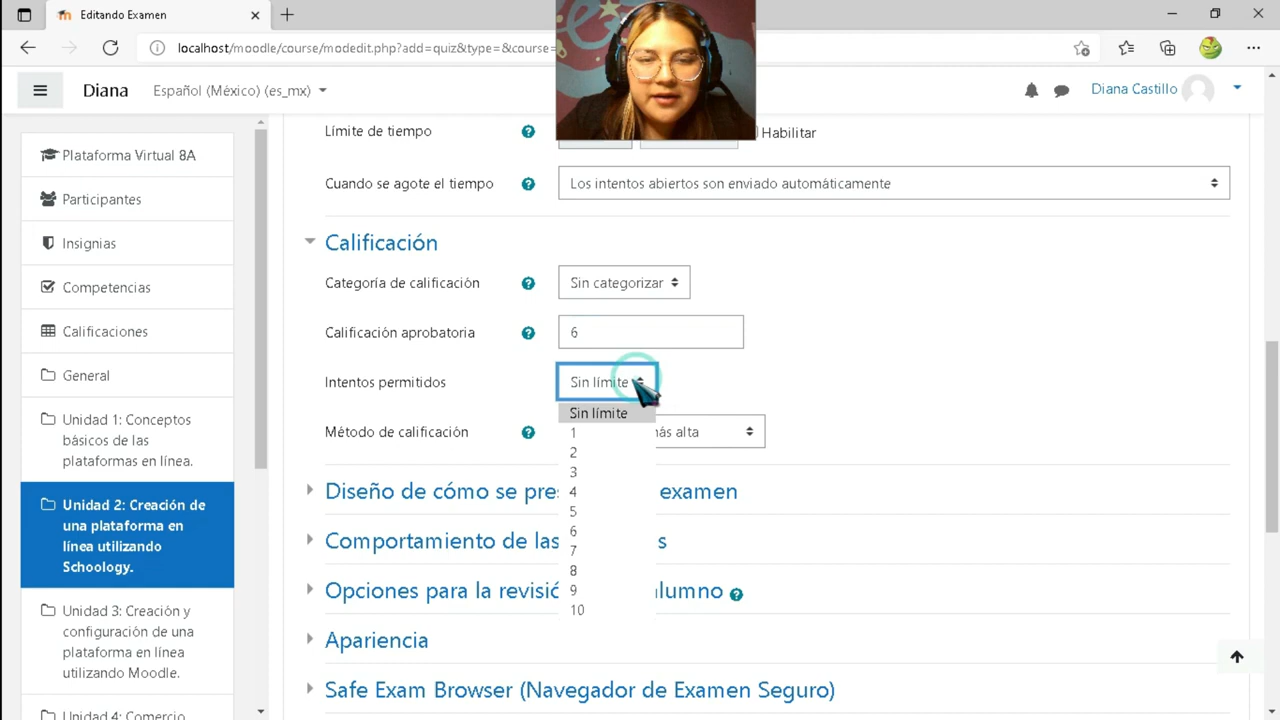 Editando Examen
localhost/moodle/course/modedit.php?add=quiz&type=&course=
Diana
Español (México) ‎(es_mx)‎
Diana Castillo
Plataforma Virtual 8A
Participantes
Insignias
Competencias
Calificaciones
General
Unidad 1: Conceptos
básicos de las
plataformas en línea.
Unidad 2: Creación de
una plataforma en
línea utilizando
Schoology.
Unidad 3: Creación y
configuración de una
plataforma en línea
utilizando Moodle.
Unidad 4: Comercio
Límite de tiempo
Habilitar
Cuando se agote el tiempo
Los intentos abiertos son enviado automáticamente
Calificación
Categoría de calificación
Sin categorizar
Calificación aprobatoria
6
Intentos permitidos
Sin límite
Sin límite
1
2
3
4
5
6
7
8
9
10
Método de calificación
más alta
Diseño de cómo se examen
Comportamiento de las
Opciones para la
Apariencia
Safe Exam Browser (Navegador de Examen Seguro)